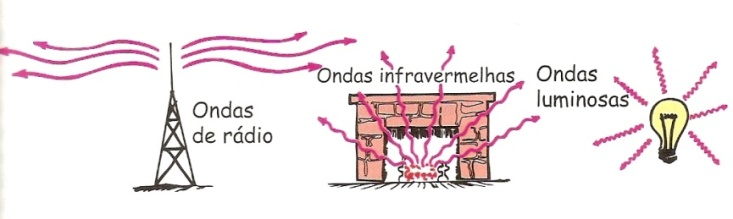 Ondas
de rádio
Ondas infravermelhas
Ondas
luminosas